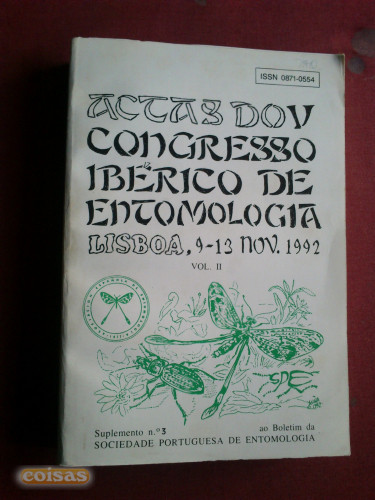 ISSN 0871-0554
ACTAS DO V
CONGRESSO
IBÉRICO DE
ENTOMOLOGIA
LISBOA, 9-13 NOV. 1992
VOL. II
SPE
Suplemento n.º 3 ao Boletim da
SOCIEDADE PORTUGUESA DE ENTOMOLOGIA
coisas